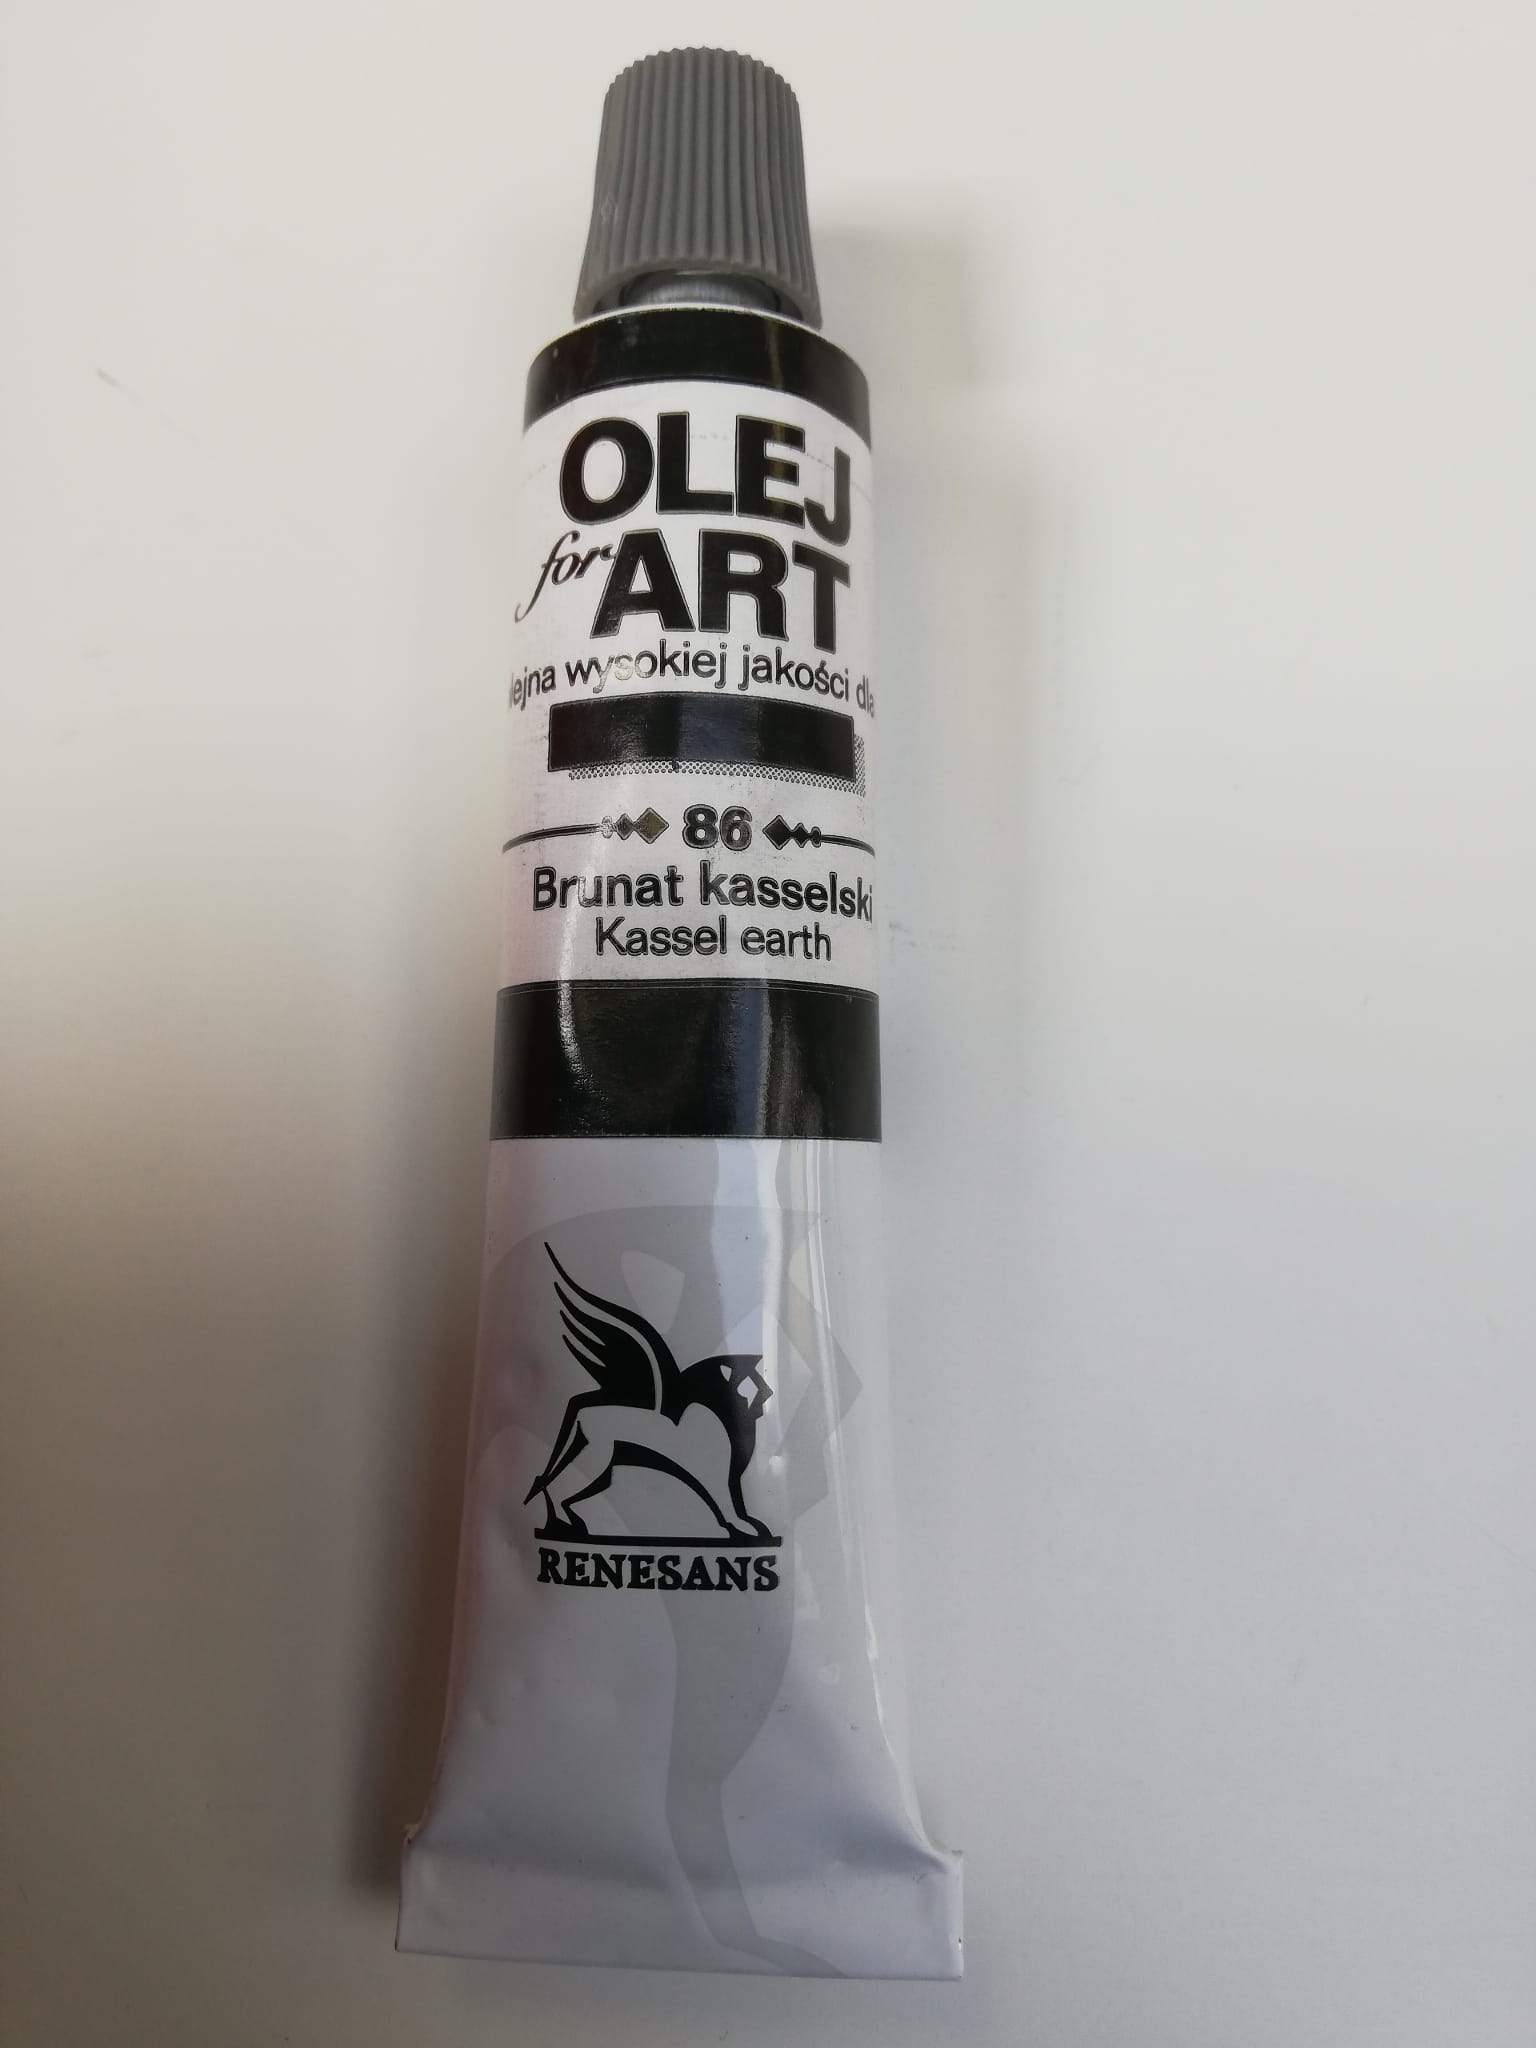 OLEJ
for ART
lejna wysokiej jakości dla
86
Brunat kasselski
Kassel earth
RENESANS